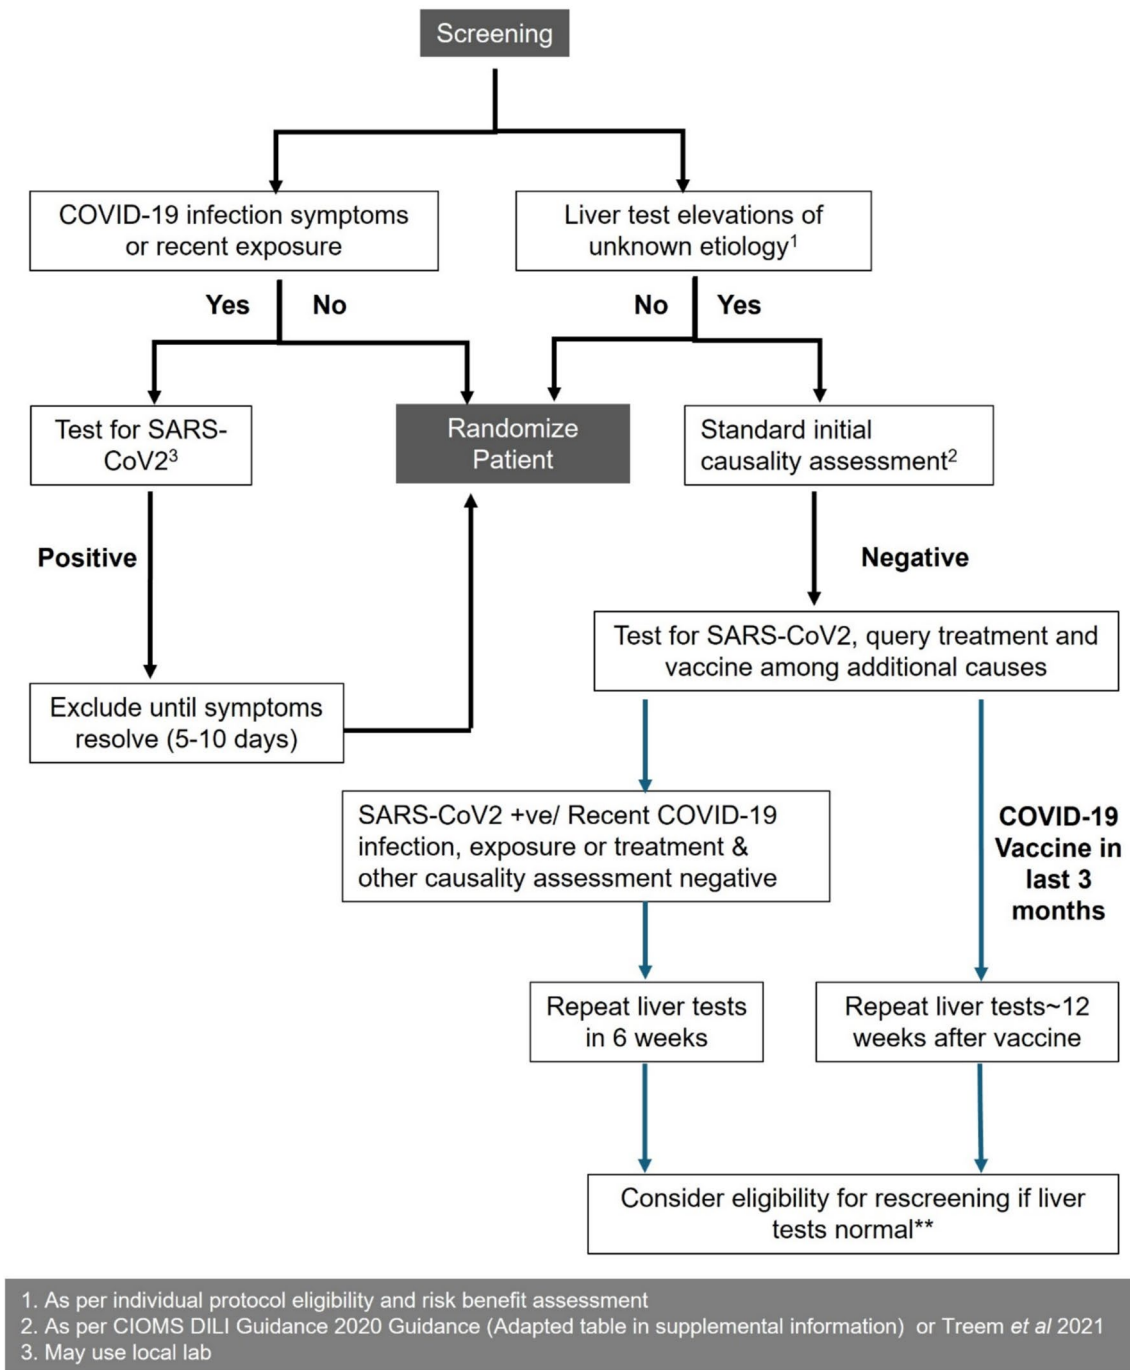 Screening
COVID-19 infection symptoms
or recent exposure
Liver test elevations of
unknown etiology1
Yes
No
No
Yes
Test for SARS-
CoV23
Randomize
Patient
Standard initial
causality assessment2
Positive
Negative
Test for SARS-CoV2, query treatment and
vaccine among additional causes
Exclude until symptoms
resolve (5-10 days)
SARS-CoV2 +ve/ Recent COVID-19
infection, exposure or treatment &
other causality assessment negative
COVID-19
Vaccine in
last 3
months
Repeat liver tests
in 6 weeks
Repeat liver tests~12
weeks after vaccine
Consider eligibility for rescreening if liver
tests normal**
1. As per individual protocol eligibility and risk benefit assessment
2. As per CIOMS DILI Guidance 2020 Guidance (Adapted table in supplemental information) or Treem et al 2021
3. May use local lab